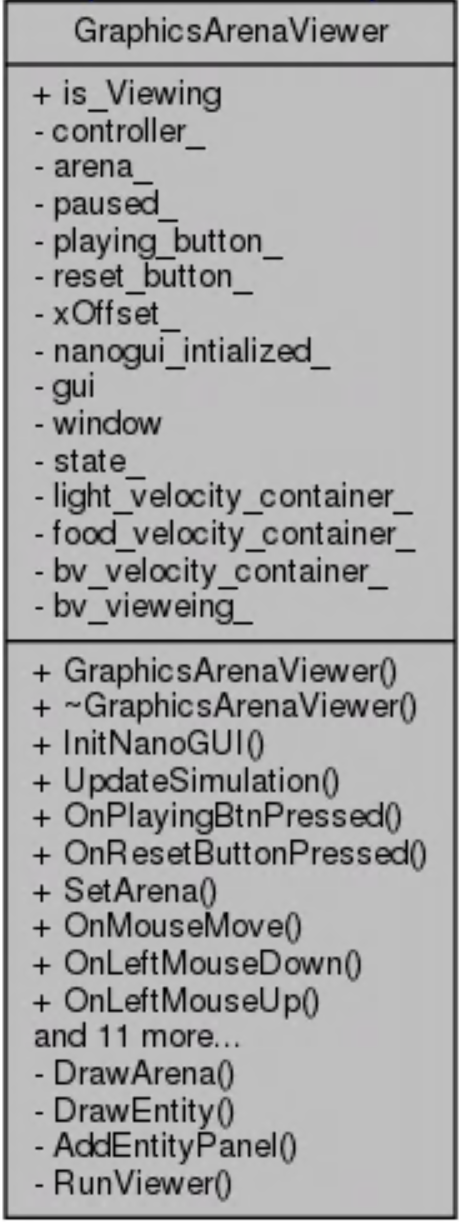 GraphicsArenaViewer
+ is_Viewing
- controller_
- arena_
- paused_
- playing_button_
- reset_button_
- xOffset_
- nanogui_intialized_
- gui
- window
- state_
- light_velocity_container_
- food_velocity_container_
- bv_velocity_container_
- bv_vieweing_
+ GraphicsArenaViewer()
+ ~GraphicsArenaViewer()
+ InitNanoGUI()
+ UpdateSimulation()
+ OnPlayingBtnPressed()
+ OnResetButtonPressed()
+ SetArena()
+ OnMouseMove()
+ OnLeftMouseDown()
+ OnLeftMouseUp()
and 11 more...
- DrawArena()
- DrawEntity()
- AddEntityPanel()
- RunViewer()